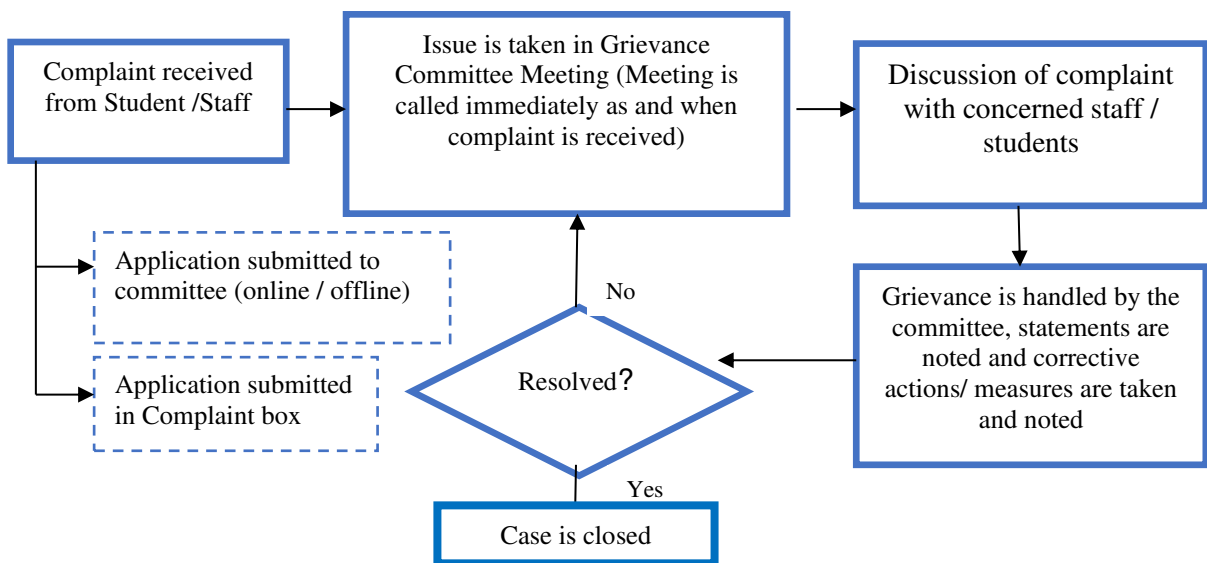 Complaint received
from Student /Staff
Issue is taken in Grievance
Committee Meeting (Meeting is
called immediately as and when
complaint is received)
Discussion of complaint
with concerned staff /
students
Application submitted to
committee (online / offline)
Application submitted
in Complaint box
Grievance is handled by the
committee, statements are
noted and corrective
actions/ measures are taken
and noted
No
Resolved?
Yes
Case is closed